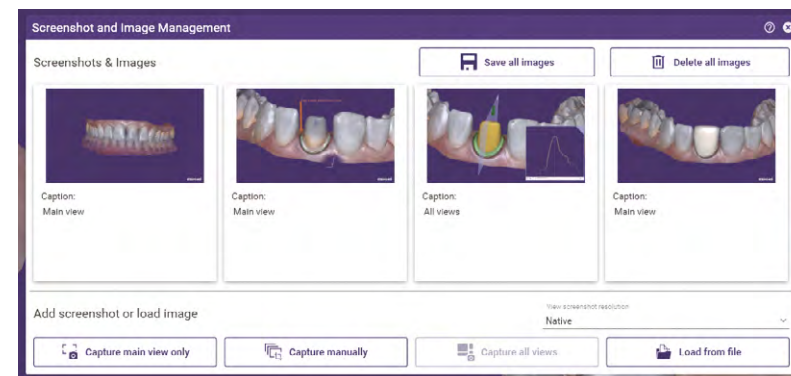 Screenshot and Image Management
Screenshots & Images
Save all images
Delete all images
Caption:
Main view
Caption:
Main view
Caption:
All views
Caption:
Main view
Add screenshot or load image
View screenshot resolution
Native
Capture main view only
Capture manually
Capture all views
Load from file